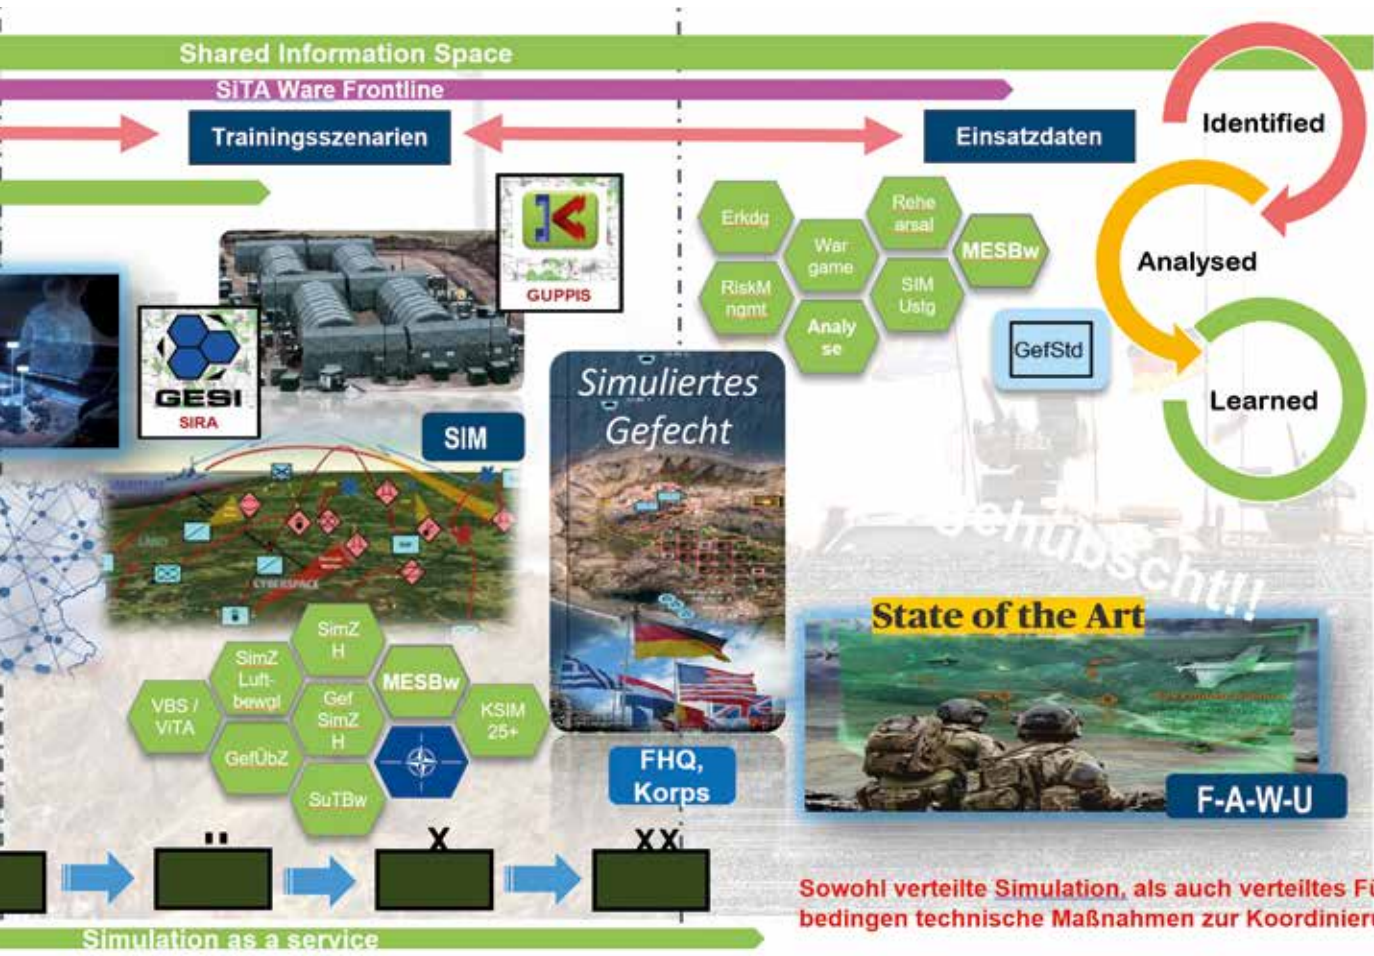 Shared Information Space
SiTA Ware Frontline
Trainingsszenarien
Einsatzdaten
Identified
Analysed
Learned
GUPPIS
GESI
SIRA
SIM
Simuliertes
Gefecht
Erkdg
War
game
Rehe
arsal
MESBw
RiskM
ngmt
Analy
se
SIM
Ustg
GefStd
CYBERSPACE
gehübscht!!
State of the Art
F-A-W-U
SimZ
H
SimZ
Luft-
bewgl
MESBw
VBS /
ViTA
Gef
SimZ
H
KSIM
25+
GefÜbZ
SuTBw
FHQ,
Korps
X
XX
Sowohl verteilte Simulation, als auch verteiltes Fü
bedingen technische Maßnahmen zur Koordinieru
Simulation as a service